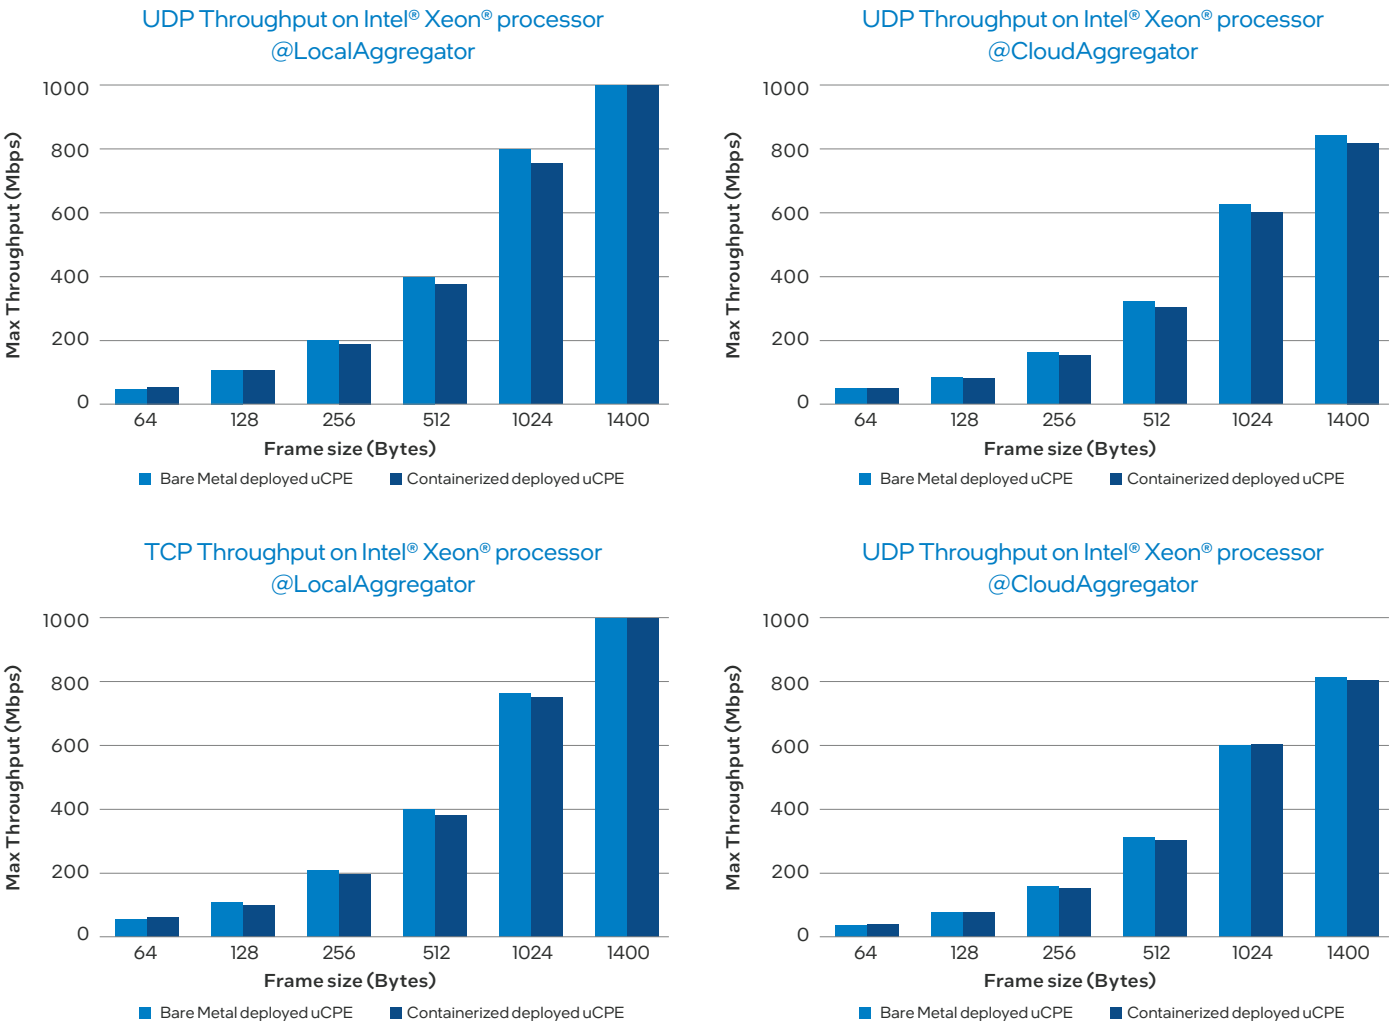 UDP Throughput on Intel® Xeon® processor
@LocalAggregator
Max Throughput (Mbps)
1000
800
600
400
200
0
64 128 256 512 1024 1400
Frame size (Bytes)
Bare Metal deployed uCPE Containerized deployed uCPE
UDP Throughput on Intel® Xeon® processor
@CloudAggregator
Max Throughput (Mbps)
1000
800
600
400
200
0
64 128 256 512 1024 1400
Frame size (Bytes)
Bare Metal deployed uCPE Containerized deployed uCPE
TCP Throughput on Intel® Xeon® processor
@LocalAggregator
Max Throughput (Mbps)
1000
800
600
400
200
0
64 128 256 512 1024 1400
Frame size (Bytes)
Bare Metal deployed uCPE Containerized deployed uCPE
UDP Throughput on Intel® Xeon® processor
@CloudAggregator
Max Throughput (Mbps)
1000
800
600
400
200
0
64 128 256 512 1024 1400
Frame size (Bytes)
Bare Metal deployed uCPE Containerized deployed uCPE